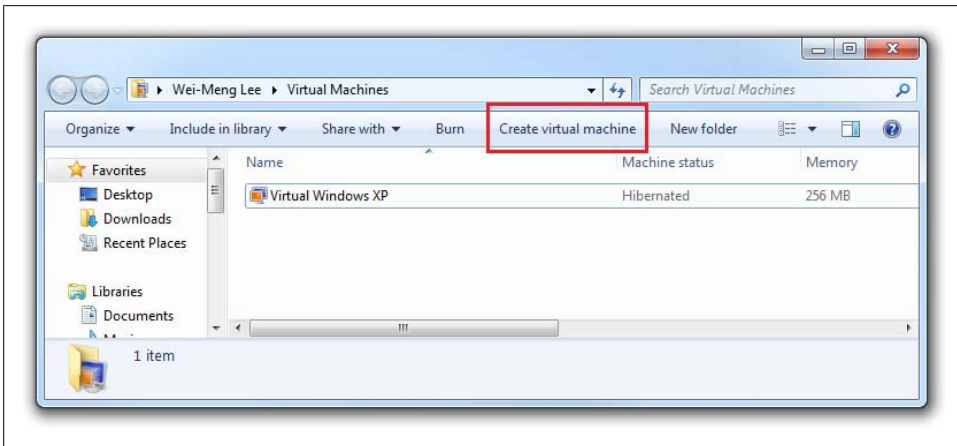 Wei-Meng Lee ▸ Virtual Machines
Search Virtual Machines
Organize ▾ Include in library ▾ Share with ▾ Burn Create virtual machine New folder
Favorites
Desktop
Downloads
Recent Places
Libraries
Documents
Name Machine status Memory
Virtual Windows XP Hibernated 256 MB
1 item